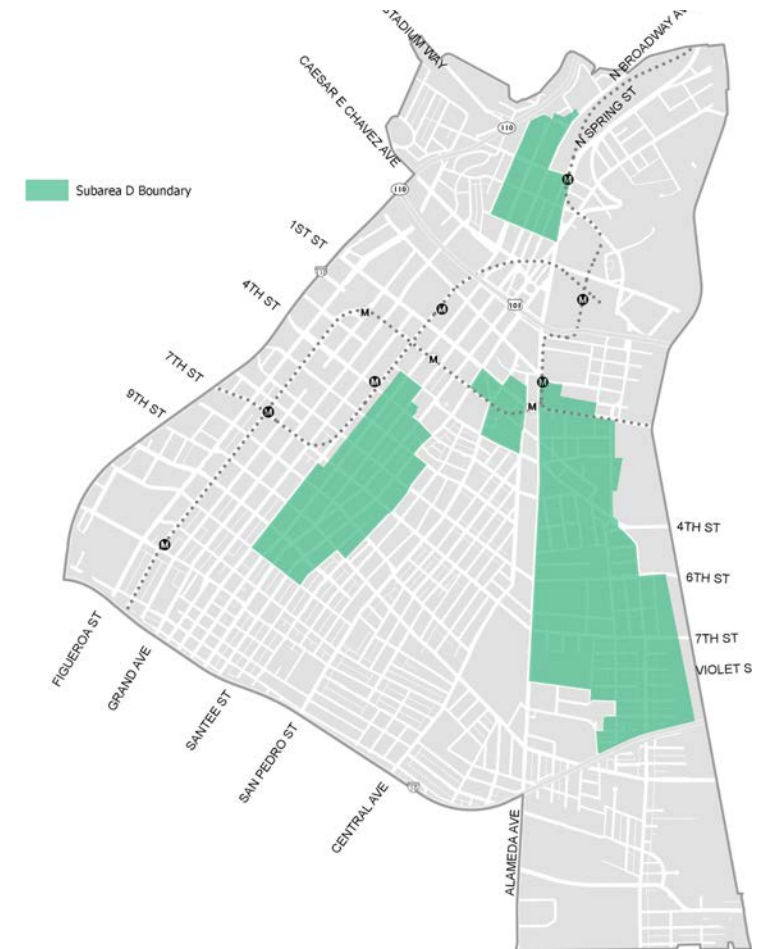 STADIUM WAY
N BROADWAY AV
CAESAR E CHAVEZ AVE
N SPRING ST
110
M
110
Subarea D Boundary
1ST ST
4TH ST
M
M
M
101
7TH ST
M
M
9TH ST
M
M
M
4TH ST
M
6TH ST
7TH ST
VIOLET S
FIGUEROA ST
GRAND AVE
SANTEE ST
SAN PEDRO ST
CENTRAL AVE
ALAMEDA AVE